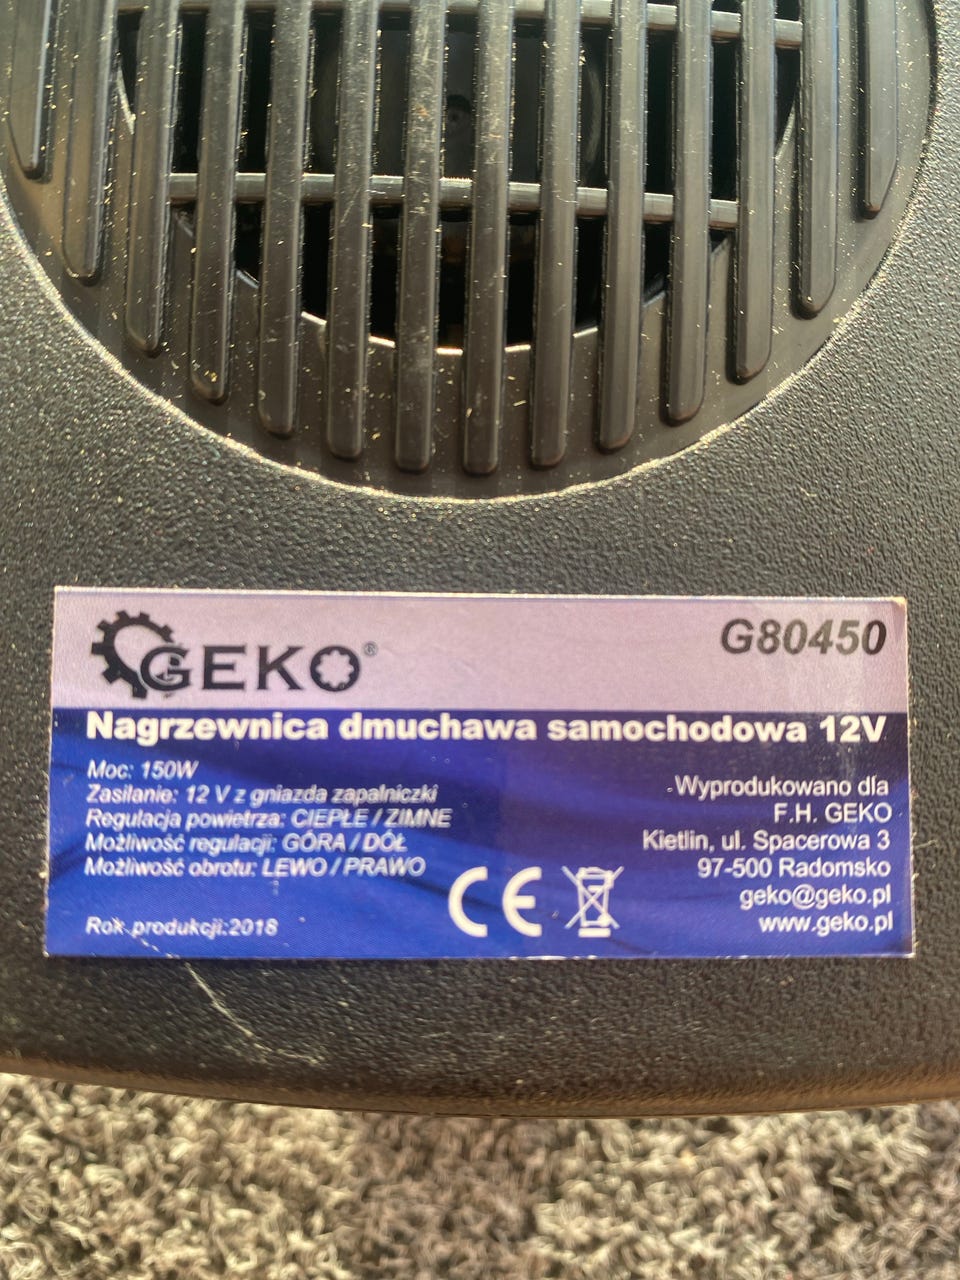 GEKO®
G80450
Nagrzewnica dmuchawa samochodowa 12V
Moc: 150W
Zasilanie: 12 V z gniazda zapalniczki
Regulacja powietrza: CIEPŁE / ZIMNE
Możliwość regulacji: GÓRA / DÓŁ
Możliwość obrotu: LEWO / PRAWO
Rok produkcji:2018
CE
Wyprodukowano dla
F.H. GEKO
Kietlin, ul. Spacerowa 3
97-500 Radomsko
geko@geko.pl
www.geko.pl